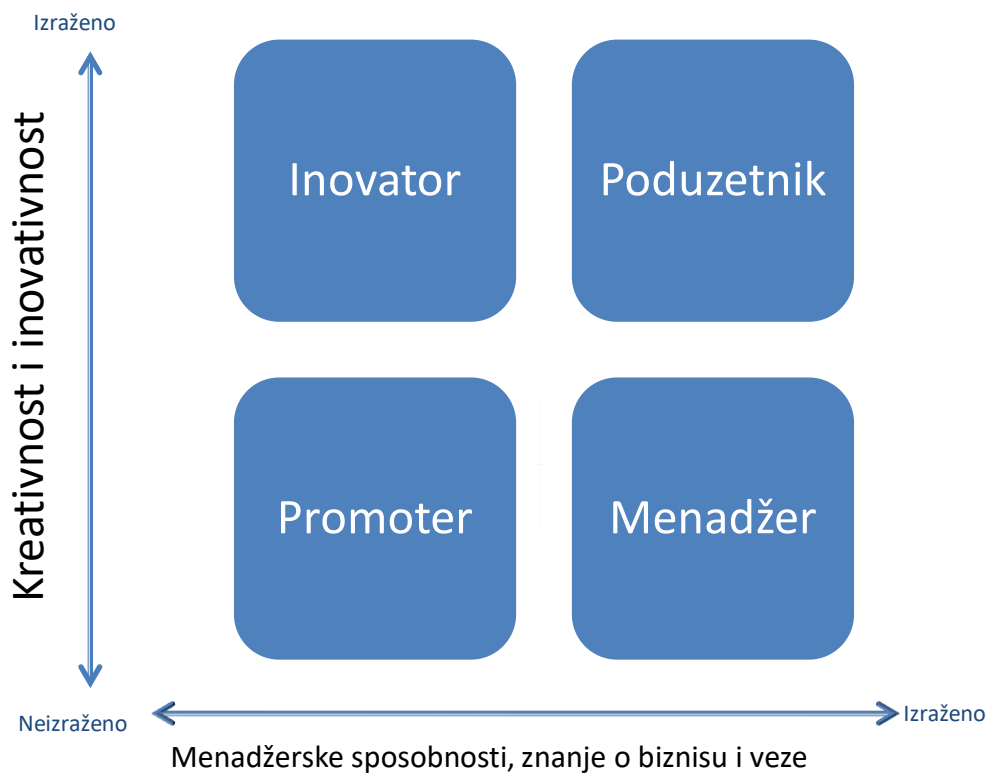 Izraženo
Kreativnost i inovativnost
Inovator
Poduzetnik
Promoter
Menadžer
Neizraženo
Izraženo
Menadžerske sposobnosti, znanje o biznisu i veze